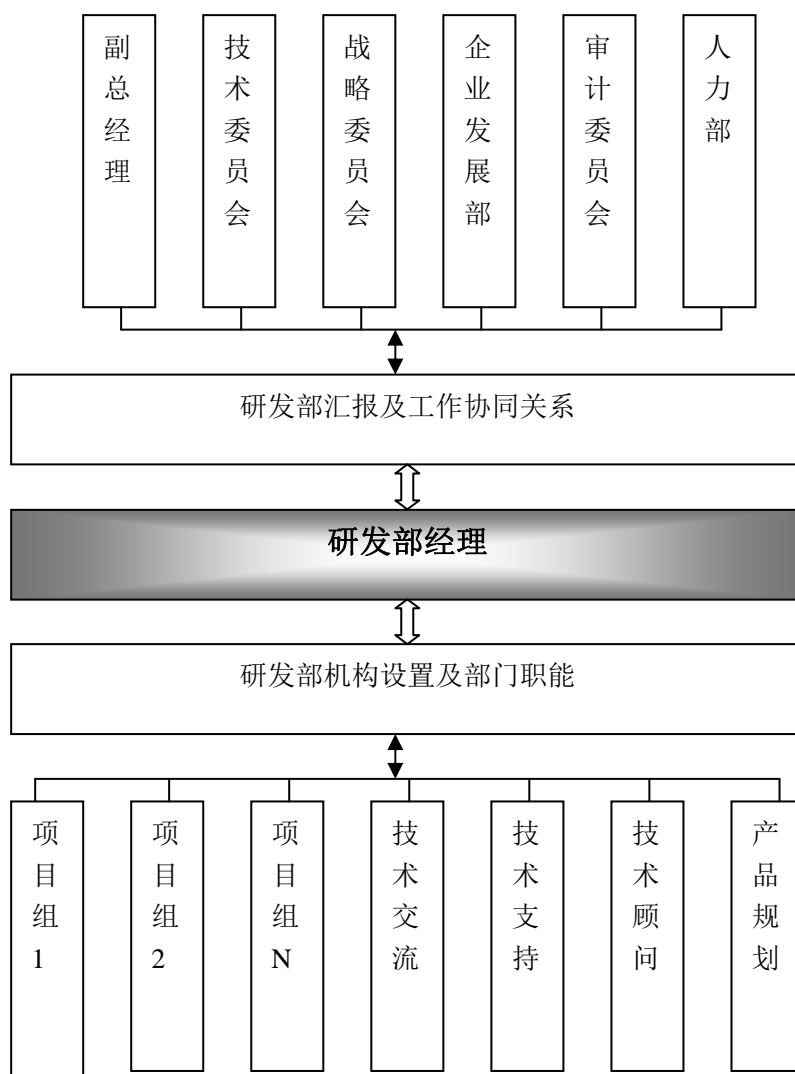 副总经理
技术委员会
战略委员会
企业发展部
审计委员会
人力部
研发部汇报及工作协同关系
研发部经理
研发部机构设置及部门职能
项目组1
项目组2
项目组N
技术交流
技术支持
技术顾问
产品规划